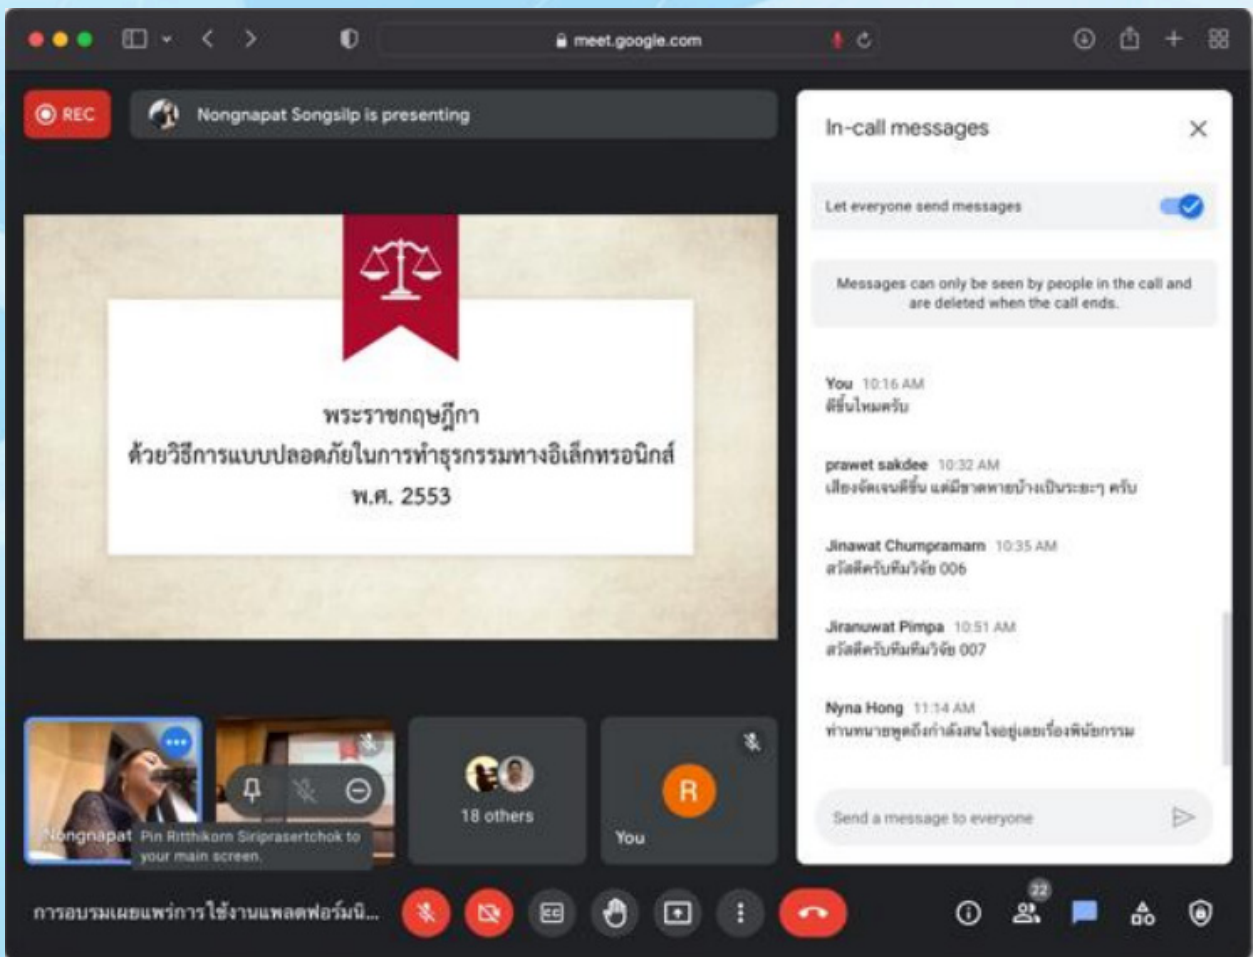 meet.google.com
REC
Nongnapat Songsilp is presenting
พระราชกฤษฎีกา
ด้วยวิธีการแบบปลอดภัยในการทำธุรกรรมทางอิเล็กทรอนิกส์
พ.ศ. 2553
Nongnapat
Pin Ritthikorn Siriprasertchok to
your main screen.
18 others
R
You
In-call messages
Let everyone send messages
Messages can only be seen by people in the call and
are deleted when the call ends.
You 10:16 AM
ดีขึ้นไหมครับ
prawet sakdee 10:32 AM
เสียงจัดเจนดีขึ้น แต่มีขาดหายบ้างเป็นระยะๆ ครับ
Jinawat Chumpramarn 10:35 AM
สวัสดีครับทีมวิจัย 006
Jiranuwat Pimpa 10:51 AM
สวัสดีครับทีมทีมวิจัย 007
Nyna Hong 11:14 AM
ท่านทนายพูดถึงกำลังสนใจอยู่เลยเรื่องพินัยกรรม
Send a message to everyone
การอบรมเผยแพร่การใช้งานแพลตฟอร์มนิ...
CC
22